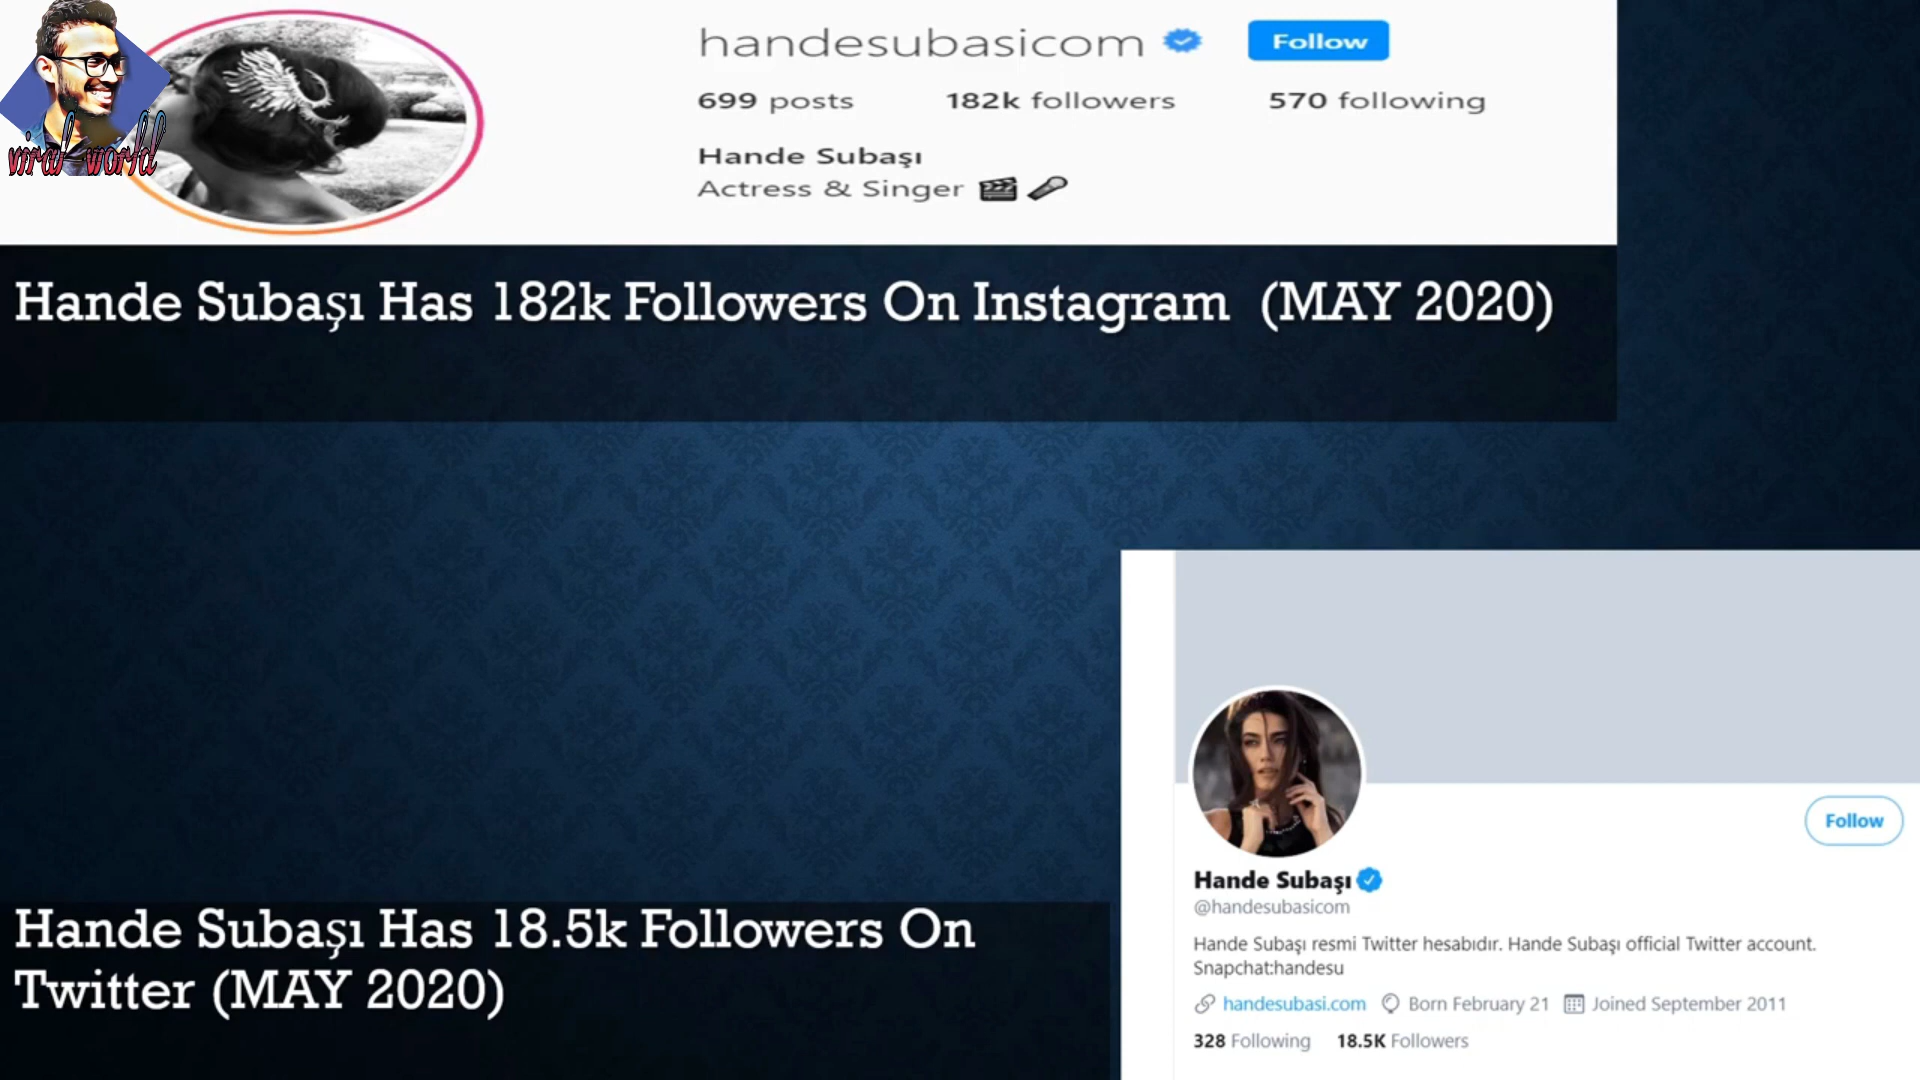 viral world
handesubasicom Follow
699 posts 182k followers 570 following
Hande Subaşı
Actress & Singer
Hande Subaşı Has 182k Followers On Instagram (MAY 2020)
Hande Subaşı Has 18.5k Followers On
Twitter (MAY 2020)
Follow
Hande Subaşı
@handesubasicom
Hande Subaşı resmi Twitter hesabıdır. Hande Subaşı official Twitter account.
Snapchat:handesu
handesubasi.com Born February 21 Joined September 2011
328 Following 18.5K Followers